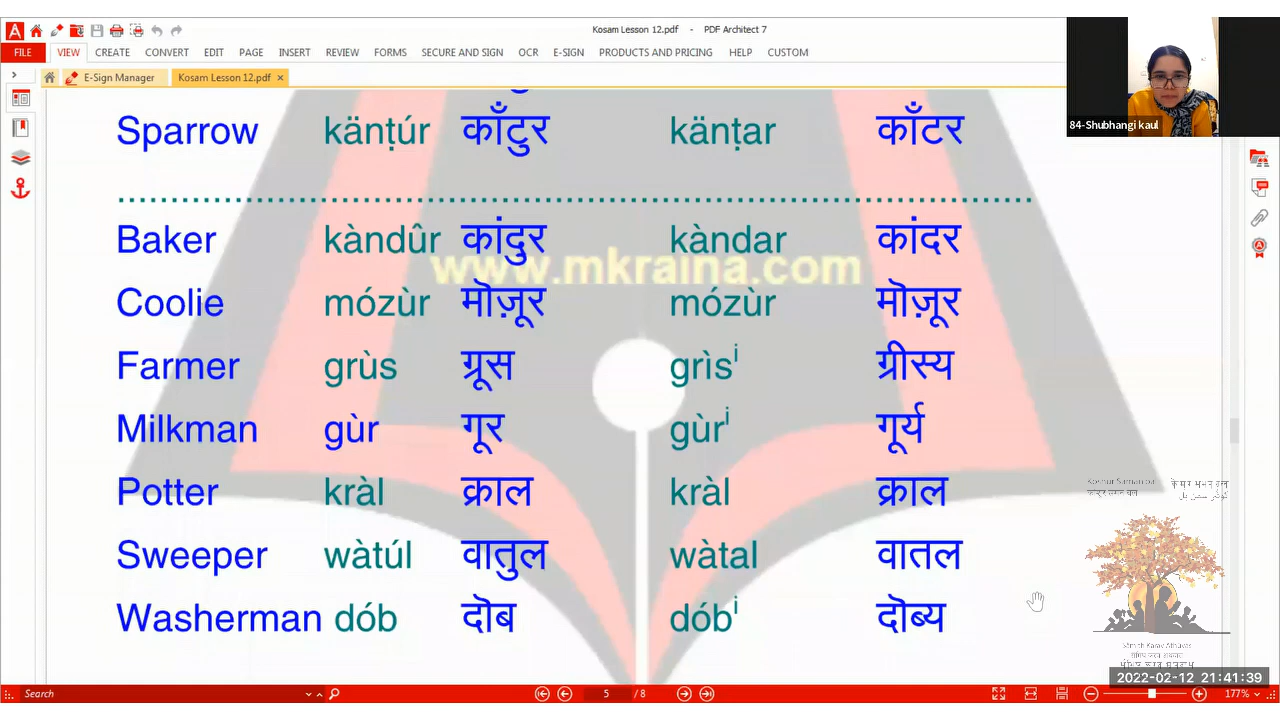 Kosam Lesson 12.pdf - PDF Architect 7
FILE VIEW CREATE CONVERT EDIT PAGE INSERT REVIEW FORMS SECURE AND SIGN OCR E-SIGN PRODUCTS AND PRICING HELP CUSTOM
E-Sign Manager Kosam Lesson 12.pdf
84-Shubhangi kaul
Sparrow känṭúr काँटुर känṭar काँटर
Baker kàndûr कांदुर kàndar कांदर
www.mkraina.com
Coolie mózùr मॊज़ूर mózùr मॊज़ूर
Farmer grùs ग्रूस grìsⁱ ग्रीस्य
Milkman gùr गूर gùrⁱ गूर्य
Potter kràl क्राल kràl क्राल
Sweeper wàtúl वातुल wàtal वातल
Washerman dób दॊब dóbⁱ दॊब्य
2022-02-12 21:41:39
Search 5 / 8 177%